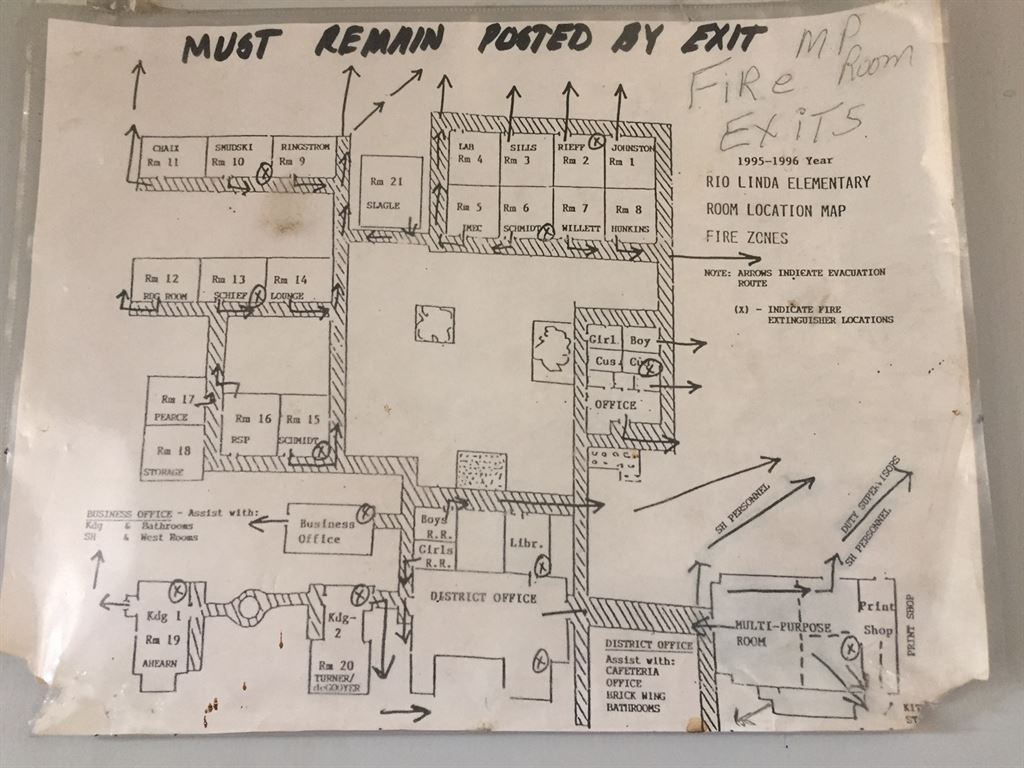 MUST REMAIN POSTED BY EXIT
MP Room
FIRE EXITS
1995-1996 Year
RIO LINDA ELEMENTARY
ROOM LOCATION MAP
FIRE ZONES
NOTE: ARROWS INDICATE EVACUATION
ROUTE
(X) - INDICATE FIRE
EXTINGUISHER LOCATIONS
CHAIX
Rm 11
SMUDSKI
Rm 10
RINGSTROM
Rm 9
Rm 21
SLAGLE
LAB
Rm 4
SILLS
Rm 3
RIEFF
Rm 2
JOHNSTON
Rm 1
Rm 5
IMEC
Rm 6
SCHMIDT
Rm 7
WILLETT
Rm 8
HUNKINS
Rm 12
RDG ROOM
Rm 13
SCHIEF
Rm 14
LOUNGE
Girl
Boy
Cus.
Cus
OFFICE
Rm 17
PEARCE
Rm 18
STORAGE
Rm 16
RSP
Rm 15
SCHMIDT
BUSINESS OFFICE - Assist with:
Kdg & Bathrooms
SH & West Rooms
Business
Office
Boys
R.R.
Girls
R.R.
Libr.
DISTRICT OFFICE
SH PERSONNEL
DUTY SUPERVISORS
SH PERSONNEL
Kdg 1
Rm 19
AHEARN
Kdg-
2
Rm 20
TURNER/
DISTRICT OFFICE
Assist with:
CAFETERIA
OFFICE
BRICK WING
BATHROOMS
MULTI-PURPOSE
ROOM
Print
Shop
PRINT SHOP